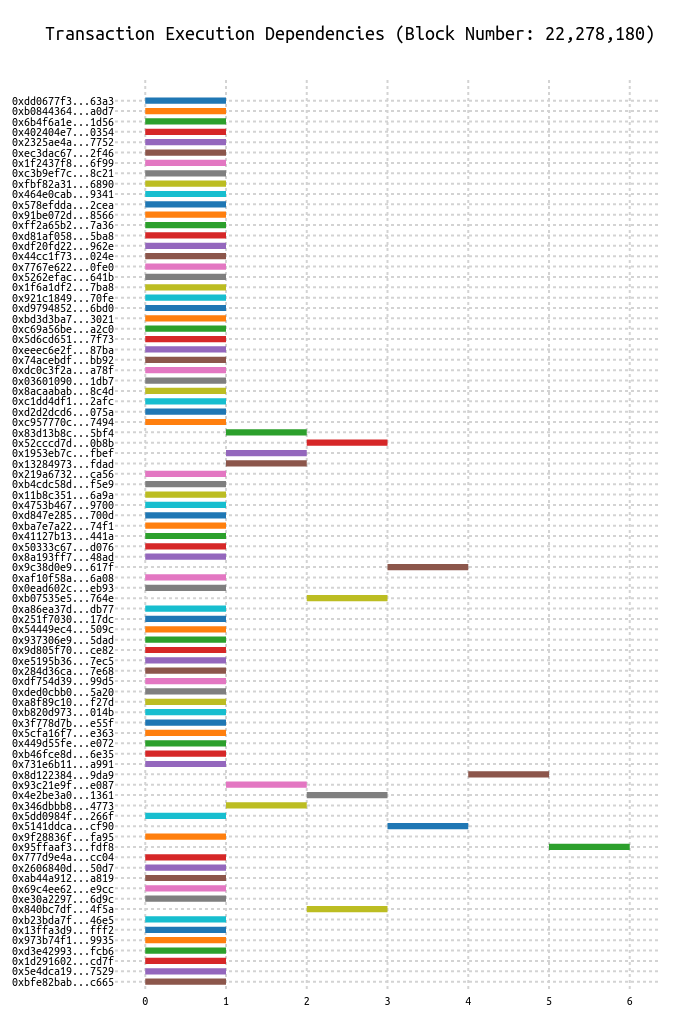 Transaction Execution Dependencies (Block Number: 22,278,180)
0xdd0677f3...63a3
0xb0844364...a0d7
0x6b4f6a1e...1d56
0x402404e7...0354
0x2325ae4a...7752
0xec3dac67...2f46
0x1f2437f8...6f99
0xc3b9ef7c...8c21
0xfbf82a31...6890
0x464e0cab...9341
0x578efdda...2cea
0x91be072d...8566
0xff2a65b2...7a36
0xd81af058...5ba8
0xdf20fd22...962e
0x44cc1f73...024e
0x7767e622...0fe0
0x5262efac...641b
0x1f6a1df2...7ba8
0x921c1849...70fe
0xd9794852...6bd0
0xbd3d3ba7...3021
0xc69a56be...a2c0
0x5d6cd651...7f73
0xeeec6e2f...87ba
0x74acebdf...bb92
0xdc0c3f2a...a78f
0x03601090...1db7
0x8acaabab...8c4d
0xc1dd4df1...2afc
0xd2d2dcd6...075a
0xc957770c...7494
0x83d13b8c...5bf4
0x52cccd7d...0b8b
0x1953eb7c...fbef
0x13284973...fdad
0x219a6732...ca56
0xb4cdc58d...f5e9
0x11b8c351...6a9a
0x4753b467...9700
0xd847e285...700d
0xba7e7a22...74f1
0x41127b13...441a
0x50333c67...d076
0x8a193ff7...48ad
0x9c38d0e9...617f
0xaf10f58a...6a08
0x0ead602c...eb93
0xb07535e5...764e
0xa86ea37d...db77
0x251f7030...17dc
0x54449ec4...509c
0x937306e9...5dad
0x9d805f70...ce82
0xe5195b36...7ec5
0x284d36ca...7e68
0xdf754d39...99d5
0xded0cbb0...5a20
0xa8f89c10...f27d
0xb820d973...014b
0x3f778d7b...e55f
0x5cfa16f7...e363
0x449d55fe...e072
0xb46fce8d...6e35
0x731e6b11...a991
0x8d122384...9da9
0x93c21e9f...e087
0x4e2be3a0...1361
0x346dbbb8...4773
0x5dd0984f...266f
0x5141ddca...cf90
0x9f28836f...fa95
0x95ffaaf3...fdf8
0x777d9e4a...cc04
0x2606840d...50d7
0xab44a912...a819
0x69c4ee62...e9cc
0xe30a2297...6d9c
0x840bc7df...4f5a
0xb23bda7f...46e5
0x13ffa3d9...fff2
0x973b74f1...9935
0xd3e42993...fcb6
0x1d291602...cd7f
0x5e4dca19...7529
0xbfe82bab...c665
0 1 2 3 4 5 6